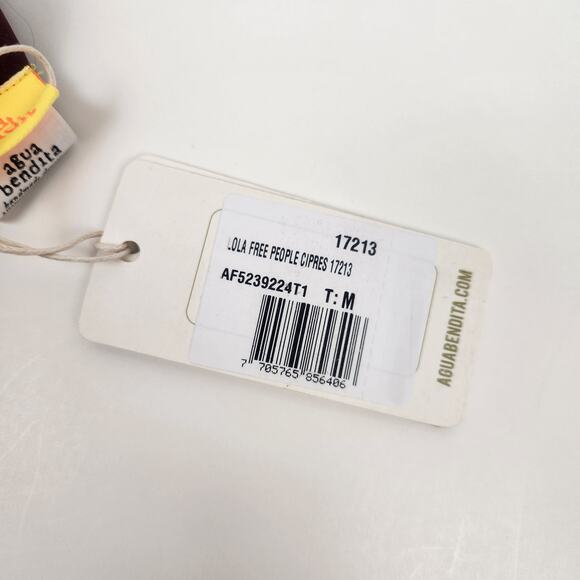 agua
bendita
17213
LOLA FREE PEOPLE CIPRES 17213
AF5239224T1 T: M
7 705765 856406
AGUABENDITA.COM